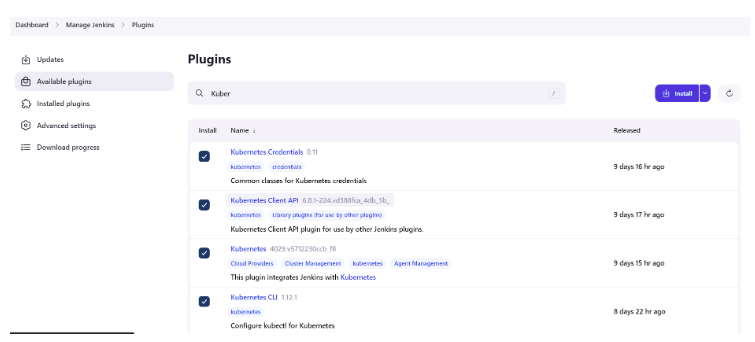 Dashboard > Manage Jenkins > Plugins
Updates
Available plugins
Installed plugins
Advanced settings
Download progress
Plugins
Kuber /
Install
Install Name ↓ Released
Kubernetes Credentials 0.11
kubernetes credentials
Common classes for Kubernetes credentials
9 days 16 hr ago
Kubernetes Client API 6.8.1-224.vd388fca_4db_3b_
kubernetes Library plugins (for use by other plugins)
Kubernetes Client API plugin for use by other Jenkins plugins.
9 days 17 hr ago
Kubernetes 4029.v5712230ccb_f8
Cloud Providers Cluster Management kubernetes Agent Management
This plugin integrates Jenkins with Kubernetes
9 days 15 hr ago
Kubernetes CLI 1.12.1
kubernetes
Configure kubectl for Kubernetes
8 days 22 hr ago